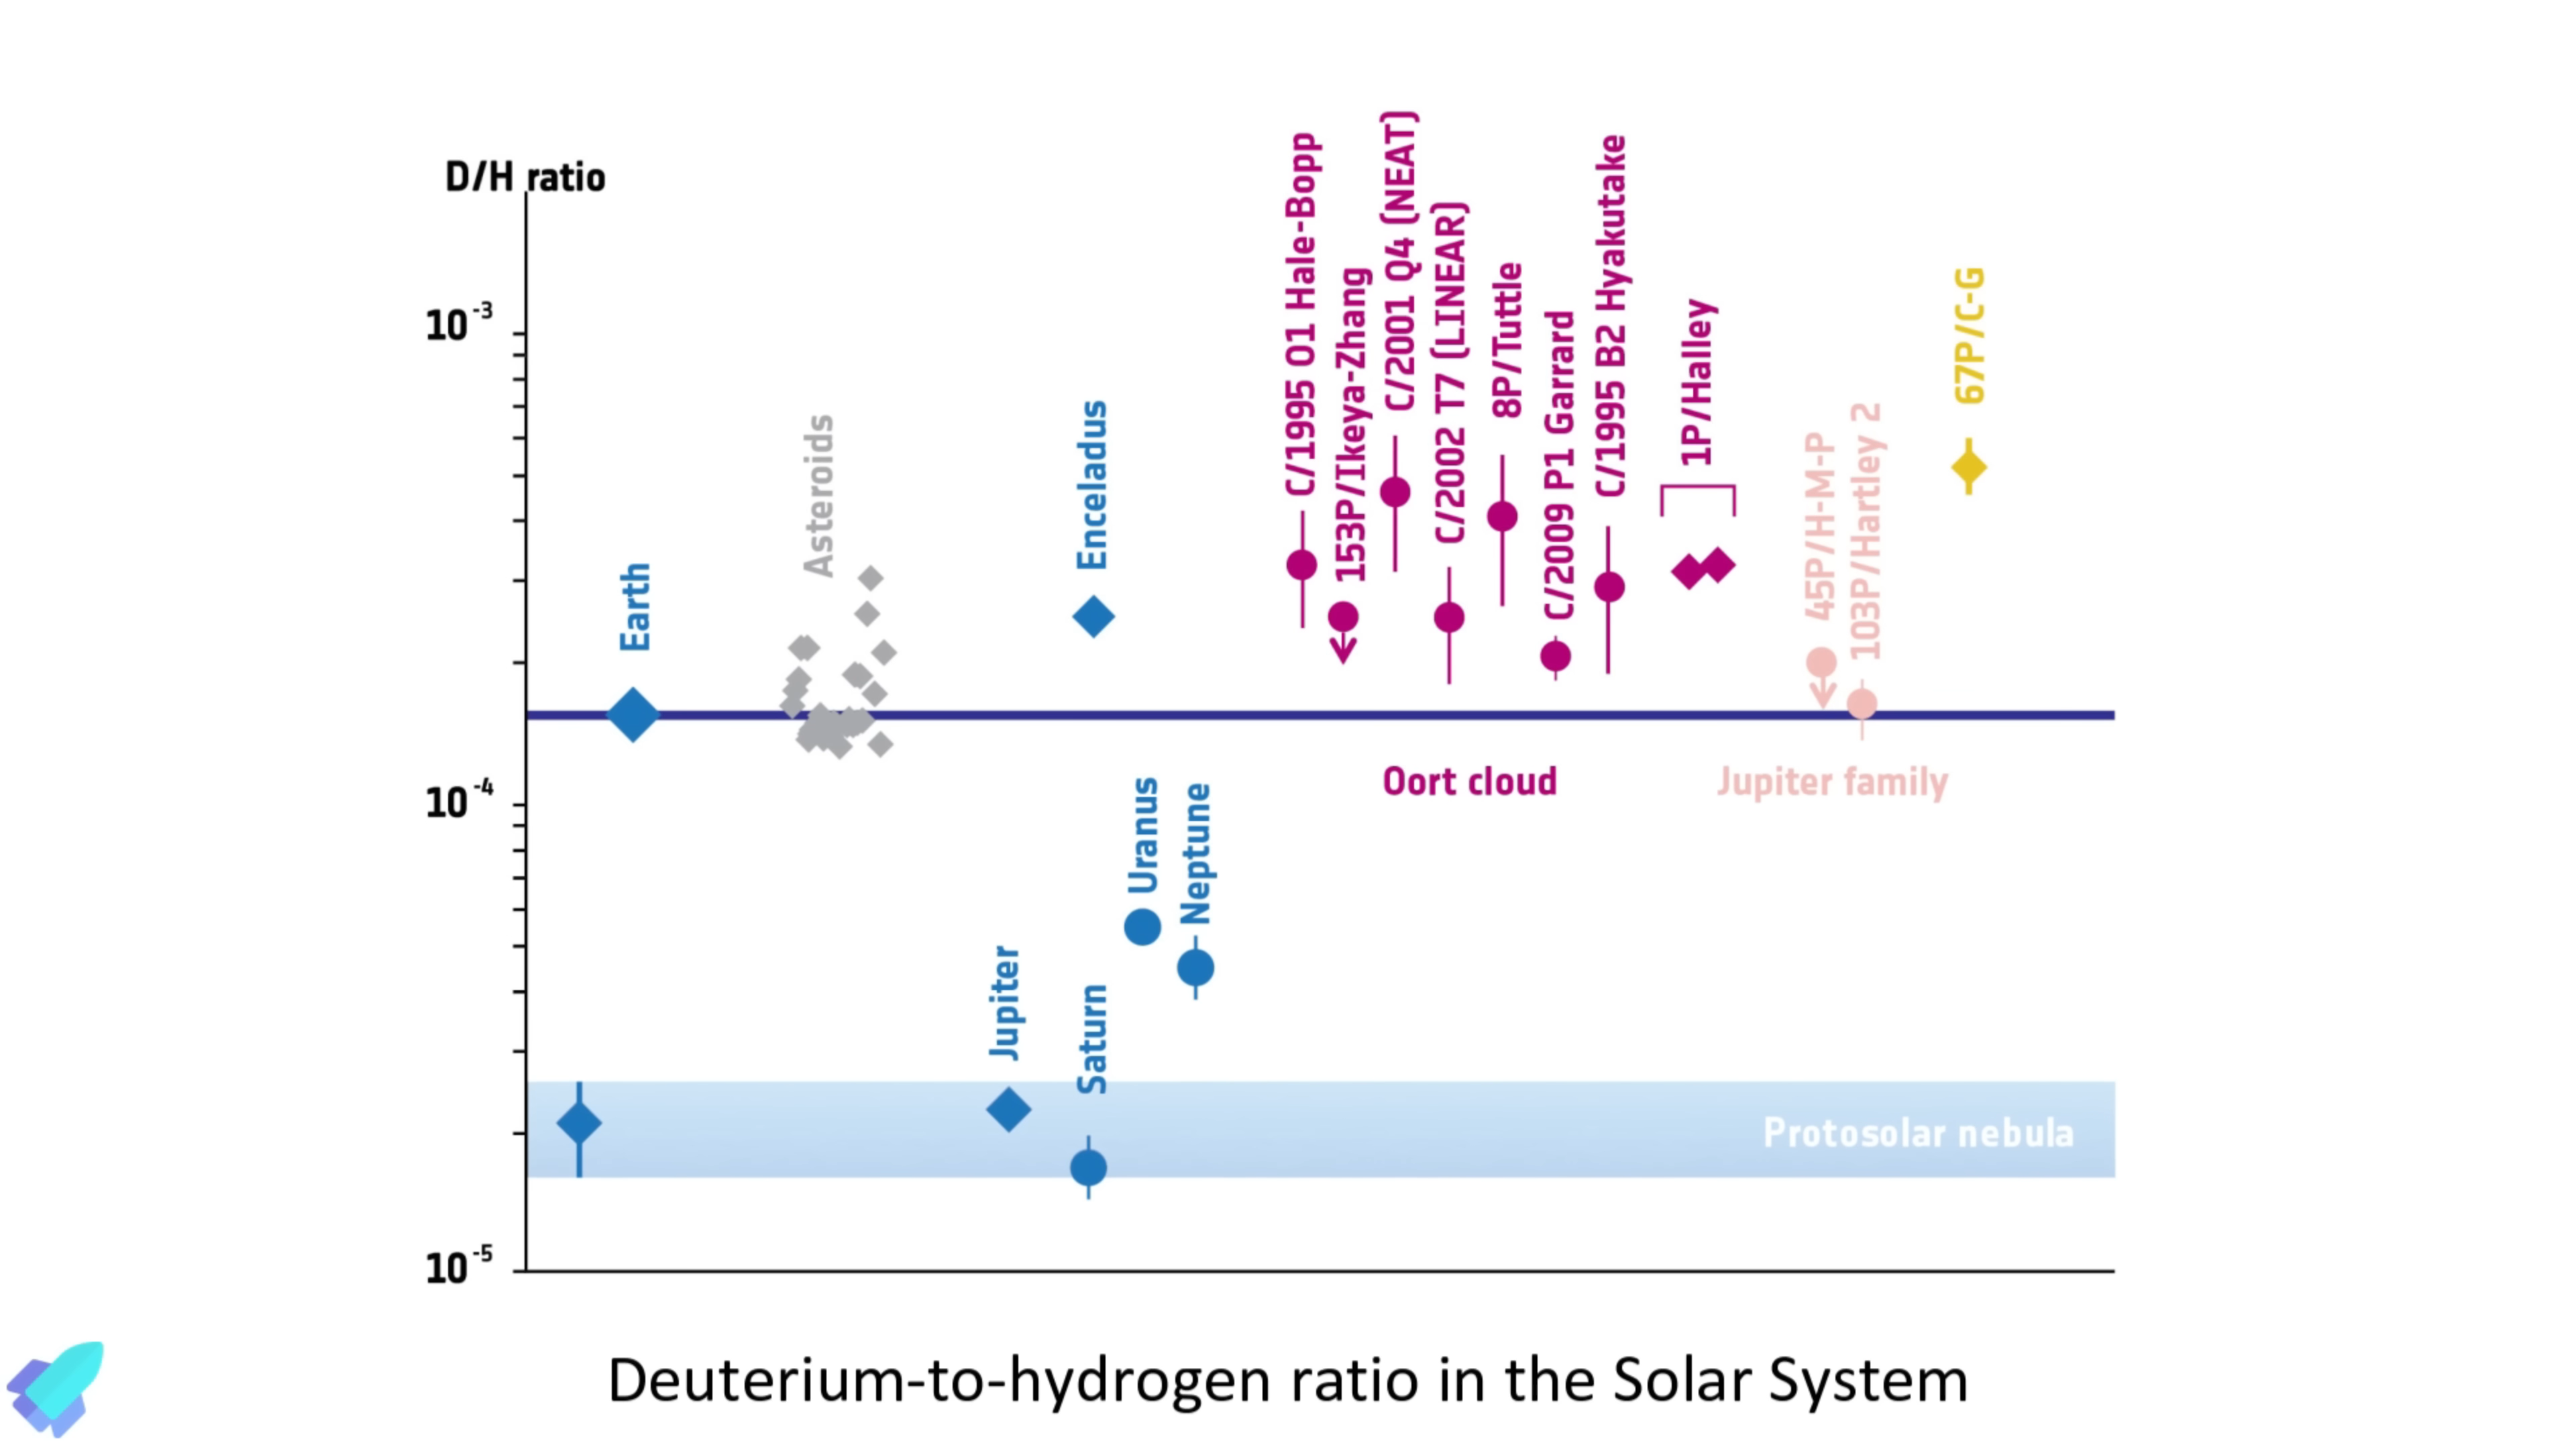 D/H ratio
10-3
10-4
10-5
Earth
Asteroids
Jupiter
Saturn
Enceladus
Uranus
Neptune
C/1995 O1 Hale-Bopp
153P/Ikeya-Zhang
C/2001 Q4 (NEAT)
C/2002 T7 (LINEAR)
8P/Tuttle
C/2009 P1 Garrard
C/1995 B2 Hyakutake
1P/Halley
45P/H-M-P
103P/Hartley 2
67P/C-G
Oort cloud
Jupiter family
Protosolar nebula
Deuterium-to-hydrogen ratio in the Solar System